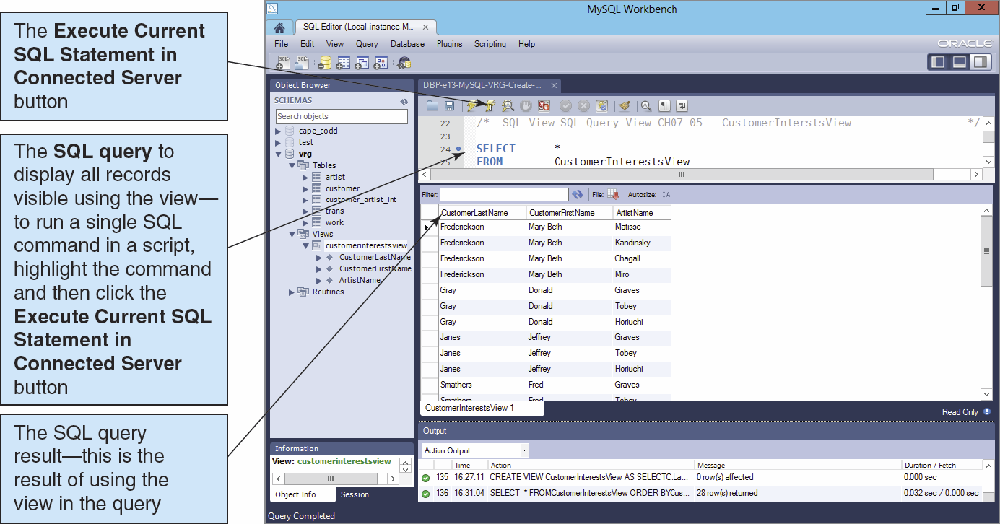 The Execute Current
SQL Statement in
Connected Server
button
The SQL query to
display all records
visible using the view—
to run a single SQL
command in a script,
highlight the command
and then click the
Execute Current SQL
Statement in
Connected Server
button
The SQL query
result—this is the
result of using the
view in the query
MySQL Workbench
SQL Editor (Local instance M...
File Edit View Query Database Plugins Scripting Help
ORACLE
Object Browser
SCHEMAS
Search objects
cape_codd
test
vrg
Tables
artist
customer
customer_artist_int
trans
work
Views
customerinterestsview
CustomerLastName
CustomerFirstName
ArtistName
Routines
Information
View: customerinterestsview
Object Info Session
Query Completed
DBP-e13-MySQL-VRG-Create-...
22 /* SQL View SQL-Query-View-CH07-05 - CustomerInterstsView */
23
24 SELECT *
25 FROM CustomerInterestsView
Filter: File: Autosize:
CustomerLastName CustomerFirstName ArtistName
Frederickson Mary Beth Matisse
Frederickson Mary Beth Kandinsky
Frederickson Mary Beth Chagall
Frederickson Mary Beth Miro
Gray Donald Graves
Gray Donald Tobey
Gray Donald Horiuchi
Janes Jeffrey Graves
Janes Jeffrey Tobey
Janes Jeffrey Horiuchi
Smathers Fred Graves
Smathers Fred Tobey
CustomerInterestsView 1
Read Only
Output
Action Output
Time Action Message Duration / Fetch
135 16:27:11 CREATE VIEW CustomerInterestsView AS SELECTC.La... 0 row(s) affected 0.000 sec
136 16:31:04 SELECT * FROMCustomerInterestsView ORDER BYCus... 28 row(s) returned 0.032 sec / 0.000 sec